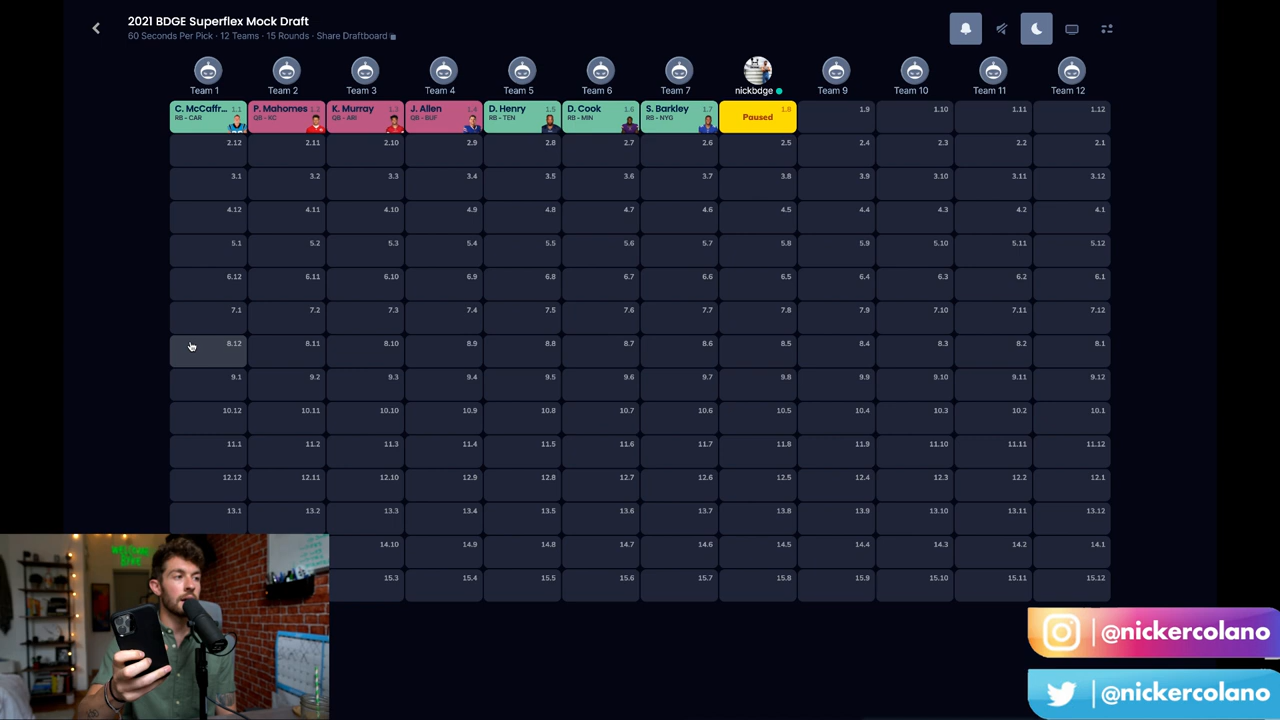 2021 BDGE Superflex Mock Draft
60 Seconds Per Pick · 12 Teams · 15 Rounds · Share Draftboard
Team 1 Team 2 Team 3 Team 4 Team 5 Team 6 Team 7 nickbdge Team 9 Team 10 Team 11 Team 12
C. McCaffr... 1.1 P. Mahomes 1.2 K. Murray 1.3 J. Allen 1.4 D. Henry 1.5 D. Cook 1.6 S. Barkley 1.7 1.8 1.9 1.10 1.11 1.12
RB - CAR QB - KC QB - ARI QB - BUF RB - TEN RB - MIN RB - NYG Paused
2.12 2.11 2.10 2.9 2.8 2.7 2.6 2.5 2.4 2.3 2.2 2.1
3.1 3.2 3.3 3.4 3.5 3.6 3.7 3.8 3.9 3.10 3.11 3.12
4.12 4.11 4.10 4.9 4.8 4.7 4.6 4.5 4.4 4.3 4.2 4.1
5.1 5.2 5.3 5.4 5.5 5.6 5.7 5.8 5.9 5.10 5.11 5.12
6.12 6.11 6.10 6.9 6.8 6.7 6.6 6.5 6.4 6.3 6.2 6.1
7.1 7.2 7.3 7.4 7.5 7.6 7.7 7.8 7.9 7.10 7.11 7.12
8.12 8.11 8.10 8.9 8.8 8.7 8.6 8.5 8.4 8.3 8.2 8.1
9.1 9.2 9.3 9.4 9.5 9.6 9.7 9.8 9.9 9.10 9.11 9.12
10.12 10.11 10.10 10.9 10.8 10.7 10.6 10.5 10.4 10.3 10.2 10.1
11.1 11.2 11.3 11.4 11.5 11.6 11.7 11.8 11.9 11.10 11.11 11.12
12.12 12.11 12.10 12.9 12.8 12.7 12.6 12.5 12.4 12.3 12.2 12.1
13.1 13.2 13.3 13.4 13.5 13.6 13.7 13.8 13.9 13.10 13.11 13.12
14.10 14.9 14.8 14.7 14.6 14.5 14.4 14.3 14.2 14.1
15.3 15.4 15.5 15.6 15.7 15.8 15.9 15.10 15.11 15.12
@nickercolano
@nickercolano